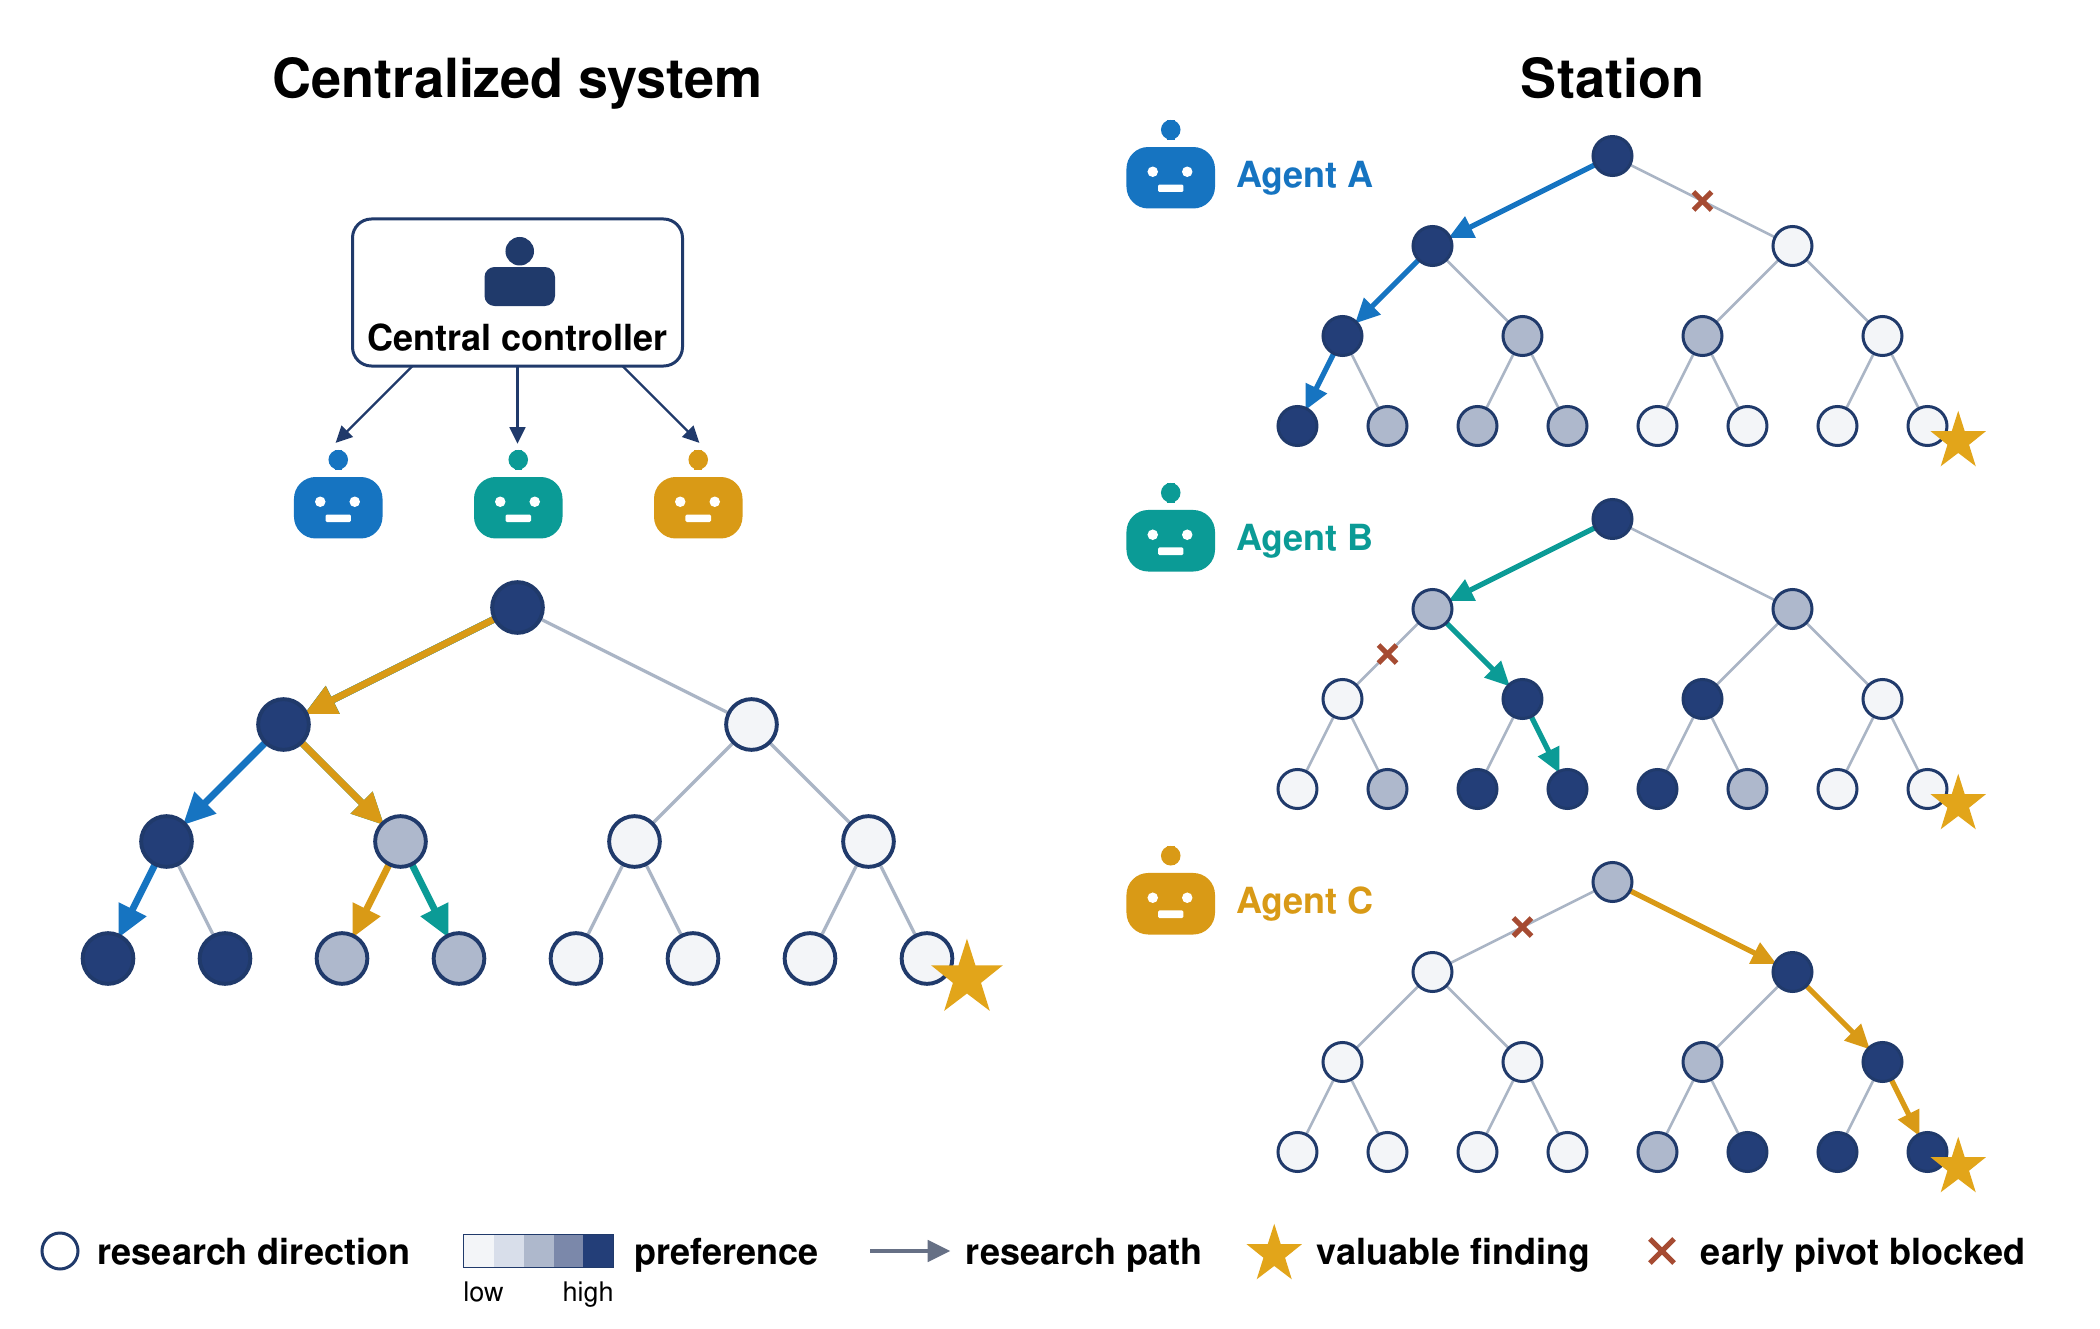 Centralized system
Station
Central controller
Agent A
Agent B
Agent C
research direction
low
high
preference
research path
valuable finding
early pivot blocked